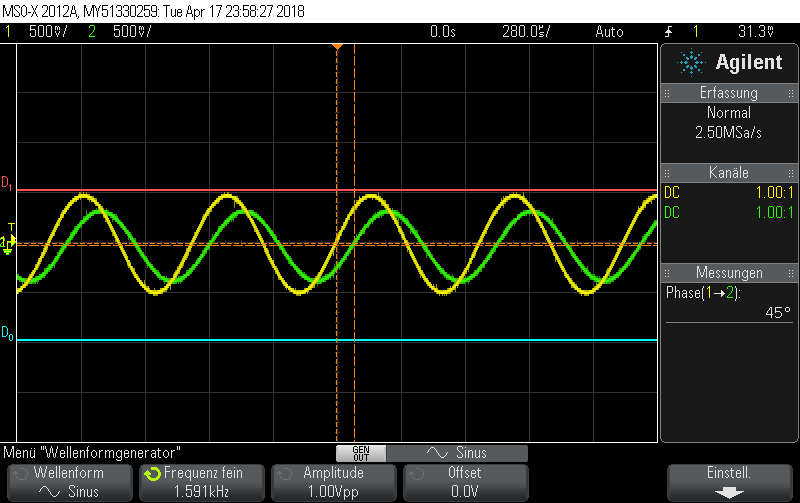 MSO-X 2012A, MY51330259: Tue Apr 17 23:58:27 2018
1 500♡/ 2 500♡/ 0.0s 280.0s/ Auto 1 31.3
Agilent
Erfassung
Normal
2.50MSa/s
Kanäle
DC 1.00:1
DC 1.00:1
Messungen
Phase(1→2):
45°
D1
T
D0
Menü "Wellenformgenerator"
GEN
OUT
Sinus
Wellenform
Sinus
Frequenz fein
1.591kHz
Amplitude
1.00Vpp
Offset
0.0V
Einstell.